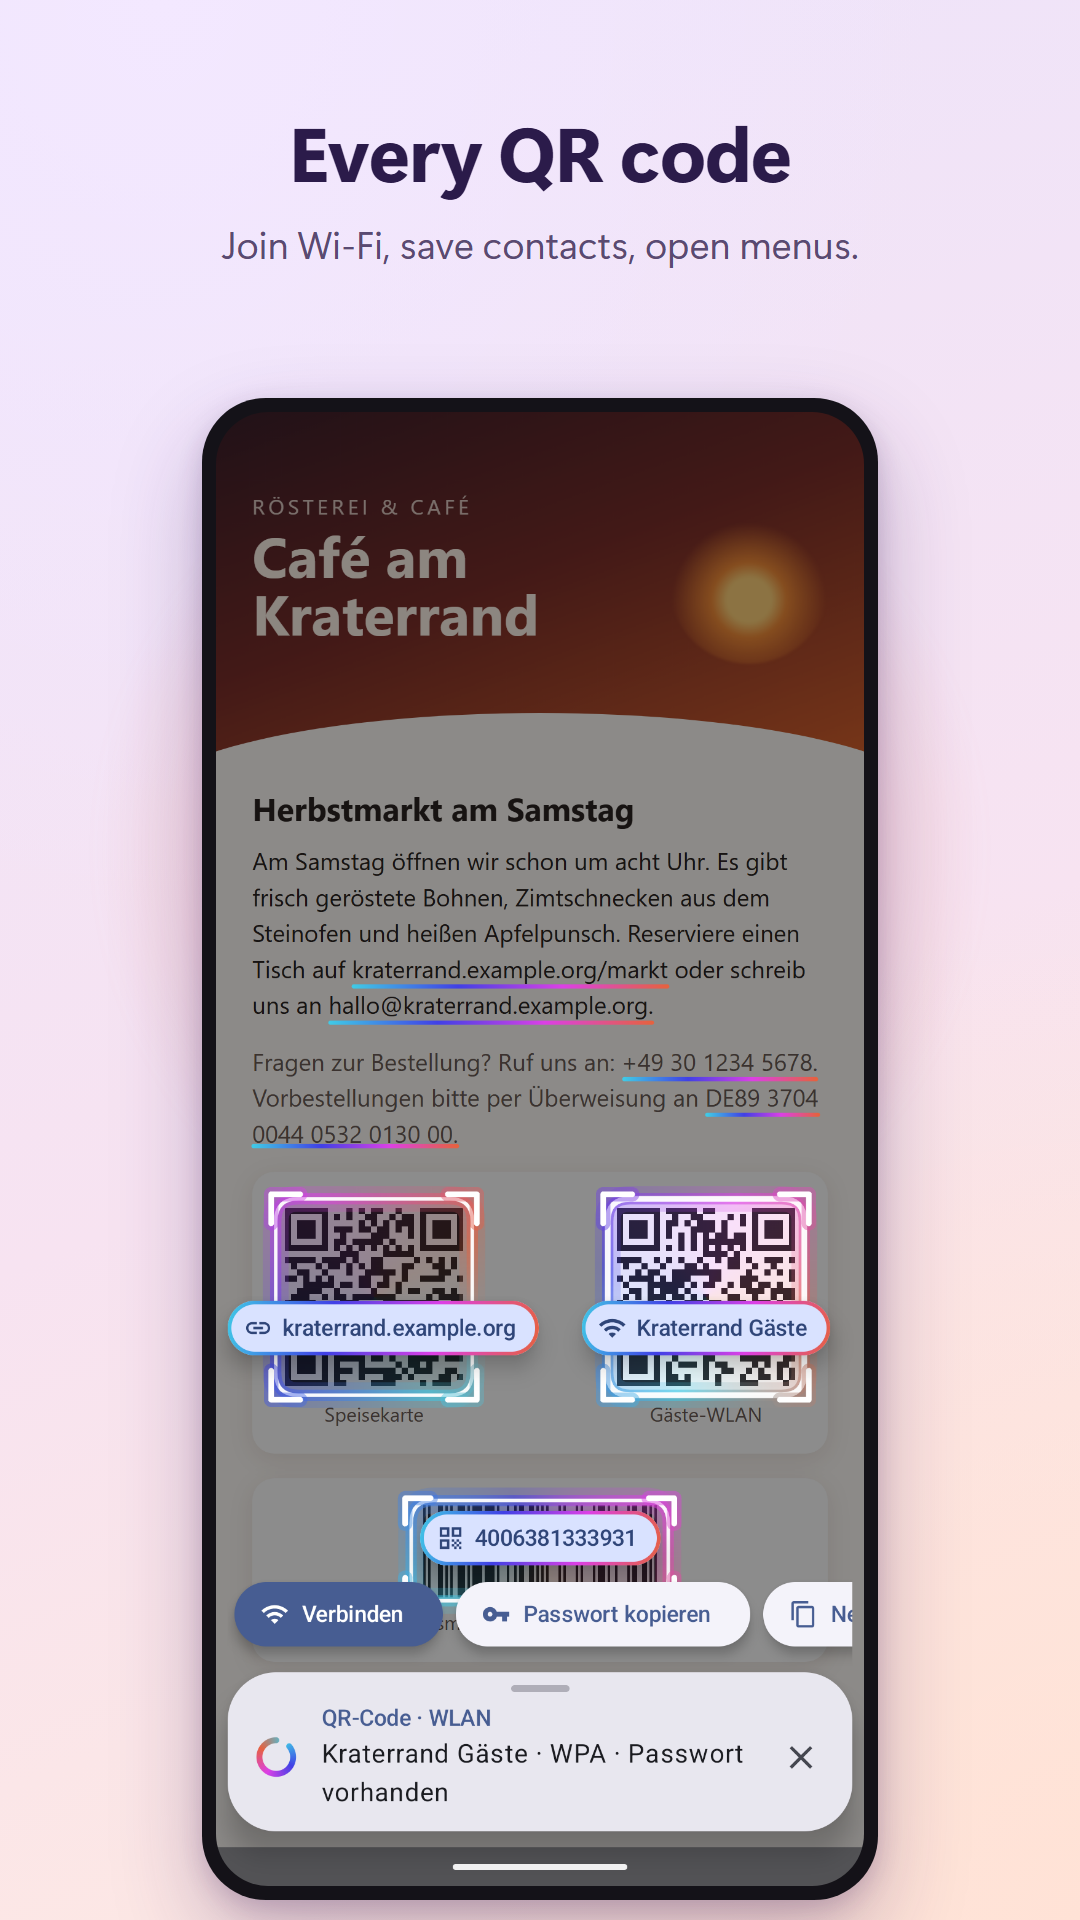 Every QR code
Join Wi-Fi, save contacts, open menus.
RÖSTEREI & CAFÉ
Café am
Kraterrand
Herbstmarkt am Samstag
Am Samstag öffnen wir schon um acht Uhr. Es gibt
frisch geröstete Bohnen, Zimtschnecken aus dem
Steinofen und heißen Apfelpunsch. Reserviere einen
Tisch auf kraterrand.example.org/markt oder schreib
uns an hallo@kraterrand.example.org.
Fragen zur Bestellung? Ruf uns an: +49 30 1234 5678.
Vorbestellungen bitte per Überweisung an DE89 3704
0044 0532 0130 00.
kraterrand.example.org
Kraterrand Gäste
Speisekarte
Gäste-WLAN
4006381333931
Verbinden
Passwort kopieren
QR-Code · WLAN
Kraterrand Gäste · WPA · Passwort
vorhanden